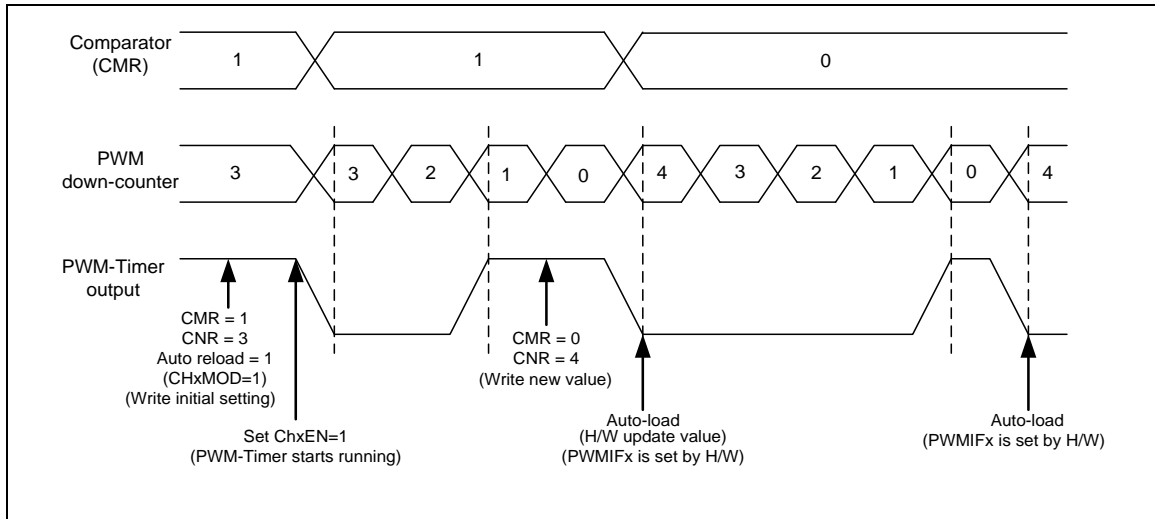 Comparator
(CMR)
1
1
0
PWM
down-counter
3
3
2
1
0
4
3
2
1
0
4
PWM-Timer
output
CMR = 1
CNR = 3
Auto reload = 1
(CHxMOD=1)
(Write initial setting)
Set ChxEN=1
(PWM-Timer starts running)
CMR = 0
CNR = 4
(Write new value)
Auto-load
(H/W update value)
(PWMIFx is set by H/W)
Auto-load
(PWMIFx is set by H/W)